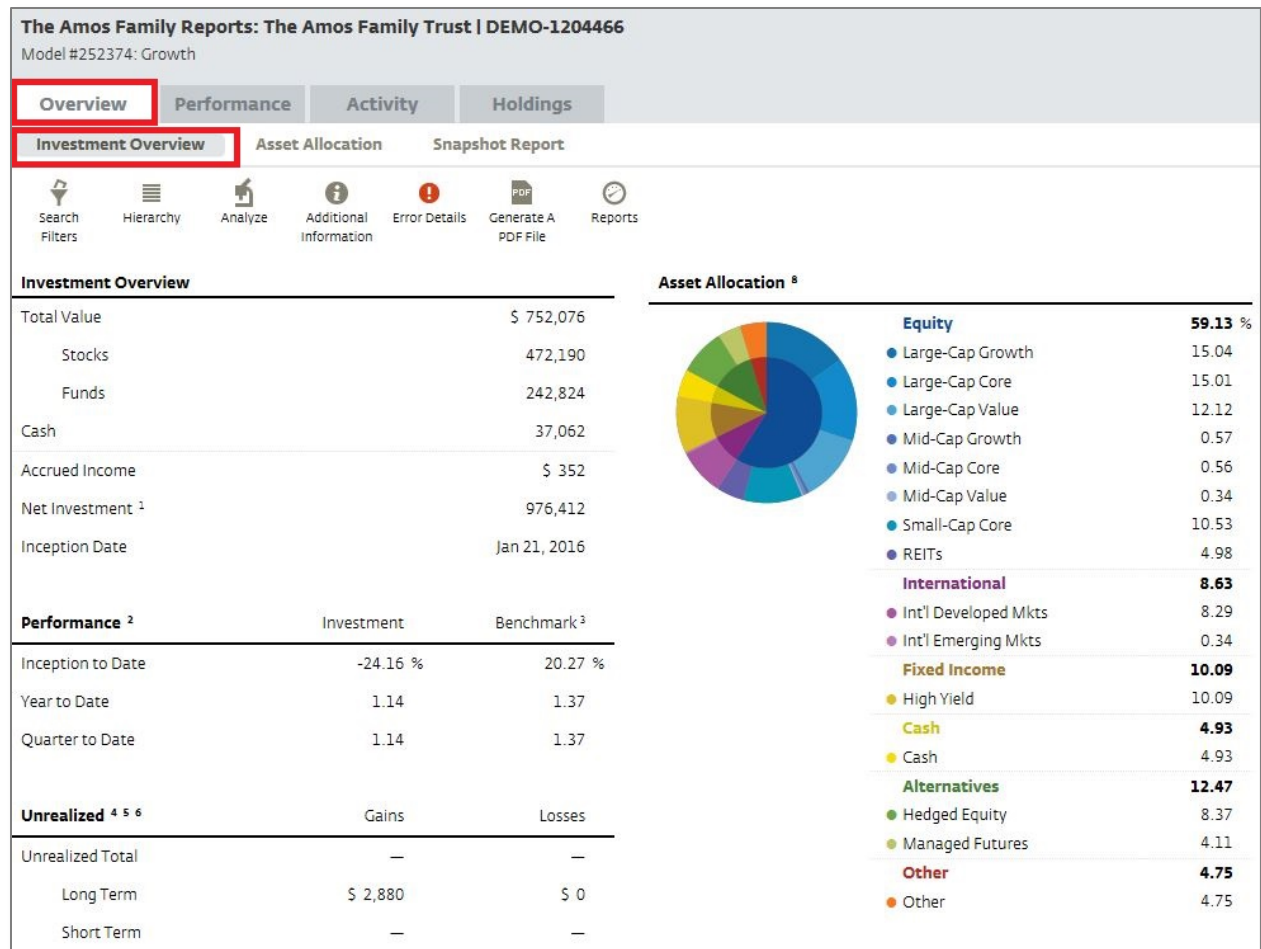 The Amos Family Reports: The Amos Family Trust | DEMO-1204466
Model #252374: Growth
Overview Performance Activity Holdings
Investment Overview Asset Allocation Snapshot Report
Search Filters
Hierarchy
Analyze
Additional Information
Error Details
PDF
Generate A PDF File
Reports
Investment Overview
Total Value $ 752,076
Stocks 472,190
Funds 242,824
Cash 37,062
Accrued Income $ 352
Net Investment 1 976,412
Inception Date Jan 21, 2016
Performance 2 Investment Benchmark 3
Inception to Date -24.16 % 20.27 %
Year to Date 1.14 1.37
Quarter to Date 1.14 1.37
Unrealized 4 5 6 Gains Losses
Unrealized Total — —
Long Term $ 2,880 $ 0
Short Term — —
Asset Allocation 8
Equity 59.13 %
Large-Cap Growth 15.04
Large-Cap Core 15.01
Large-Cap Value 12.12
Mid-Cap Growth 0.57
Mid-Cap Core 0.56
Mid-Cap Value 0.34
Small-Cap Core 10.53
REITs 4.98
International 8.63
Int'l Developed Mkts 8.29
Int'l Emerging Mkts 0.34
Fixed Income 10.09
High Yield 10.09
Cash 4.93
Cash 4.93
Alternatives 12.47
Hedged Equity 8.37
Managed Futures 4.11
Other 4.75
Other 4.75